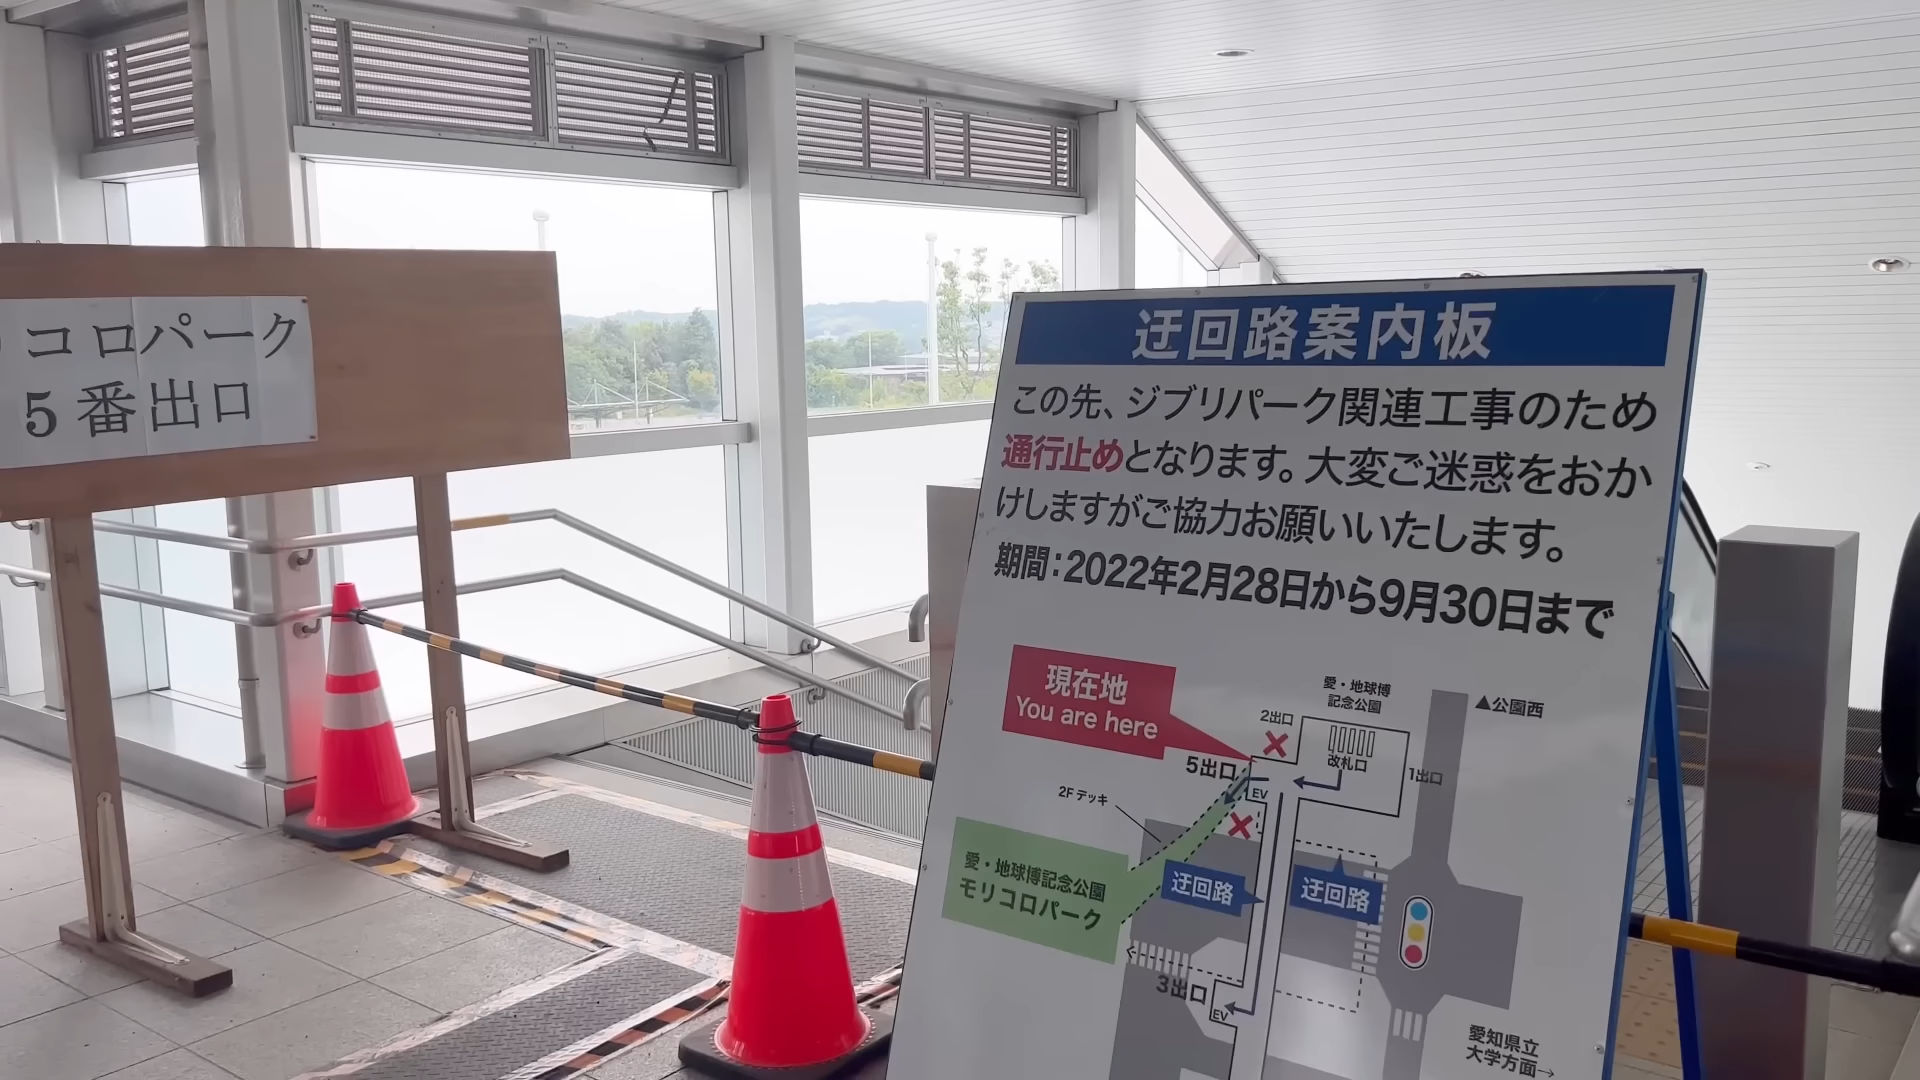 コロパーク
5番出口
迂回路案内板
この先、ジブリパーク関連工事のため
通行止めとなります。大変ご迷惑をおか
けしますがご協力お願いいたします。
期間：2022年2月28日から9月30日まで
現在地
You are here
愛・地球博
記念公園
▲公園西
2出口
改札口
1出口
5出口
EV
2Fデッキ
愛・地球博記念公園
モリコロパーク
迂回路
迂回路
3出口
EV
愛知県立
大学方面→